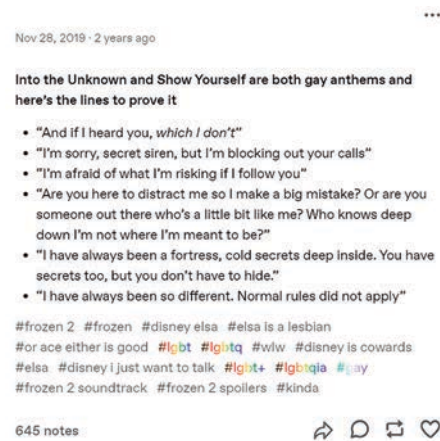 Nov 28, 2019 · 2 years ago
Into the Unknown and Show Yourself are both gay anthems and
here's the lines to prove it
• "And if I heard you, which I don't"
• "I'm sorry, secret siren, but I'm blocking out your calls"
• "I'm afraid of what I'm risking if I follow you"
• "Are you here to distract me so I make a big mistake? Or are you
someone out there who's a little bit like me? Who knows deep
down I'm not where I'm meant to be?"
• "I have always been a fortress, cold secrets deep inside. You have
secrets too, but you don't have to hide."
• "I have always been so different. Normal rules did not apply"
#frozen 2 #frozen #disney elsa #elsa is a lesbian
#or ace either is good #lgbt #lgbtq #wlw #disney is cowards
#elsa #disney i just want to talk #lgbt+ #lgbtqia #gay
#frozen 2 soundtrack #frozen 2 spoilers #kinda
645 notes